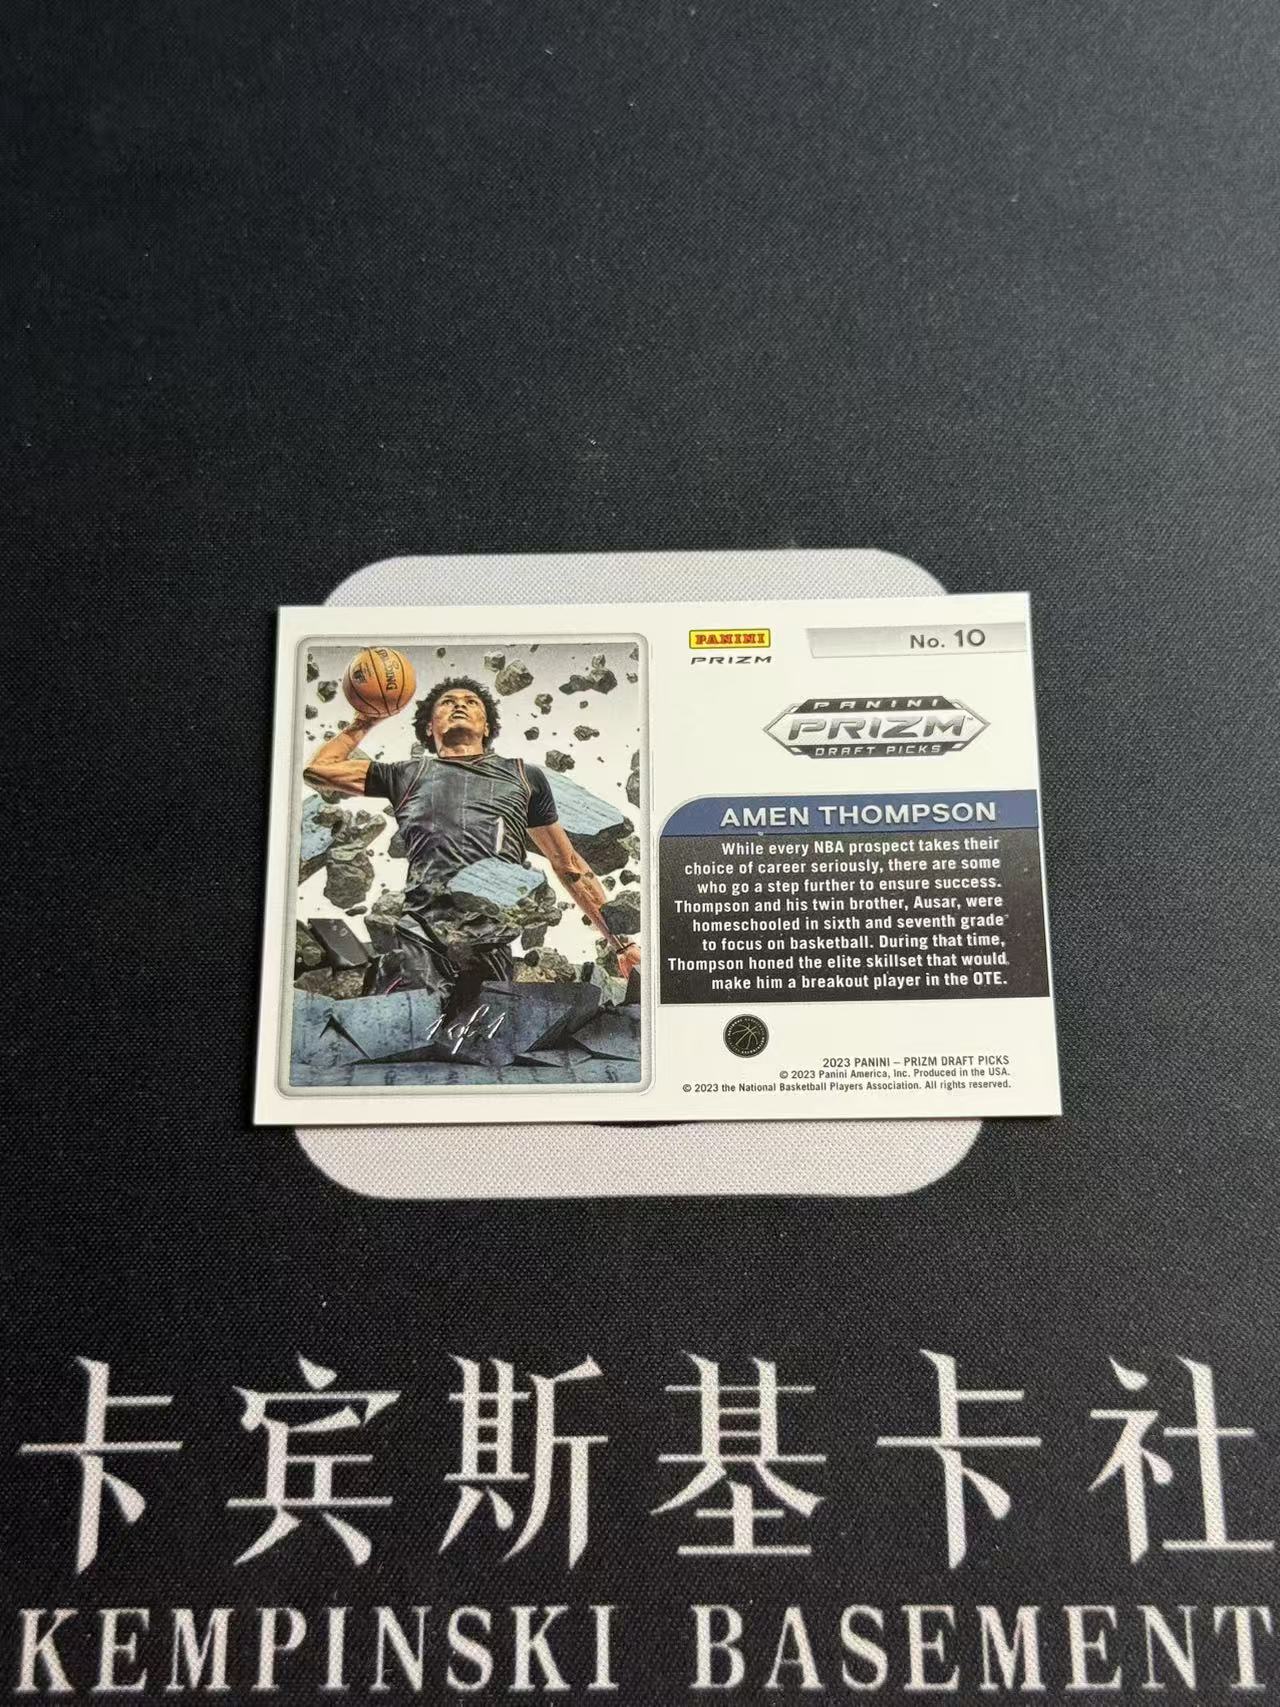 PANINI
PRIZM
No. 10
PANINI
PRIZM™
DRAFT PICKS
AMEN THOMPSON
While every NBA prospect takes their
choice of career seriously, there are some
who go a step further to ensure success.
Thompson and his twin brother, Ausar, were
homeschooled in sixth and seventh grade
to focus on basketball. During that time,
Thompson honed the elite skillset that would
make him a breakout player in the OTE.
1 of 1
2023 PANINI – PRIZM DRAFT PICKS
© 2023 Panini America, Inc. Produced in the USA.
© 2023 the National Basketball Players Association. All rights reserved.
卡宾斯基卡社
KEMPINSKI BASEMENT